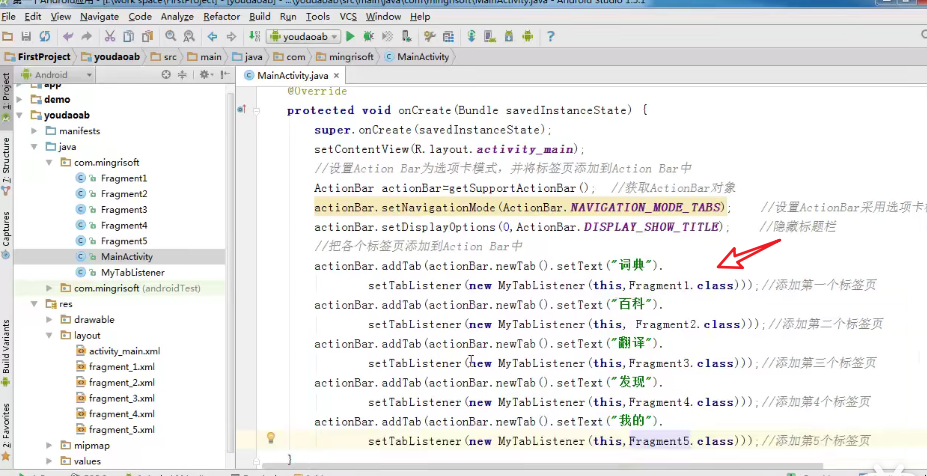 第一个Android应用 - [E:\work space\FirstProject] - [youdaoab] - ...\youdaoab\src\main\java\com\mingrisoft\MainActivity.java - Android Studio
File Edit View Navigate Code Analyze Refactor Build Run Tools VCS Window Help
youdaoab
FirstProject youdaoab src main java com mingrisoft MainActivity
1: Project
Android
MainActivity.java
app
demo
youdaoab
manifests
java
com.mingrisoft
Fragment1
Fragment2
Fragment3
Fragment4
Fragment5
MainActivity
MyTabListener
com.mingrisoft (androidTest)
res
drawable
layout
activity_main.xml
fragment_1.xml
fragment_2.xml
fragment_3.xml
fragment_4.xml
fragment_5.xml
mipmap
values
7: Structure
Captures
Build Variants
2: Favorites
@Override
protected void onCreate(Bundle savedInstanceState) {
super.onCreate(savedInstanceState);
setContentView(R.layout.activity_main);
//设置Action Bar为选项卡模式，并将标签页添加到Action Bar中
ActionBar actionBar=getSupportActionBar(); //获取ActionBar对象
actionBar.setNavigationMode(ActionBar.NAVIGATION_MODE_TABS); //设置ActionBar采用选项卡
actionBar.setDisplayOptions(0,ActionBar.DISPLAY_SHOW_TITLE); //隐藏标题栏
//把各个标签页添加到Action Bar中
actionBar.addTab(actionBar.newTab().setText("词典").
setTabListener(new MyTabListener(this,Fragment1.class)));//添加第一个标签页
actionBar.addTab(actionBar.newTab().setText("百科").
setTabListener(new MyTabListener(this, Fragment2.class)));//添加第二个标签页
actionBar.addTab(actionBar.newTab().setText("翻译").
setTabListener(new MyTabListener(this,Fragment3.class)));//添加第三个标签页
actionBar.addTab(actionBar.newTab().setText("发现").
setTabListener(new MyTabListener(this,Fragment4.class)));//添加第4个标签页
actionBar.addTab(actionBar.newTab().setText("我的").
setTabListener(new MyTabListener(this,Fragment5.class)));//添加第5个标签页
}